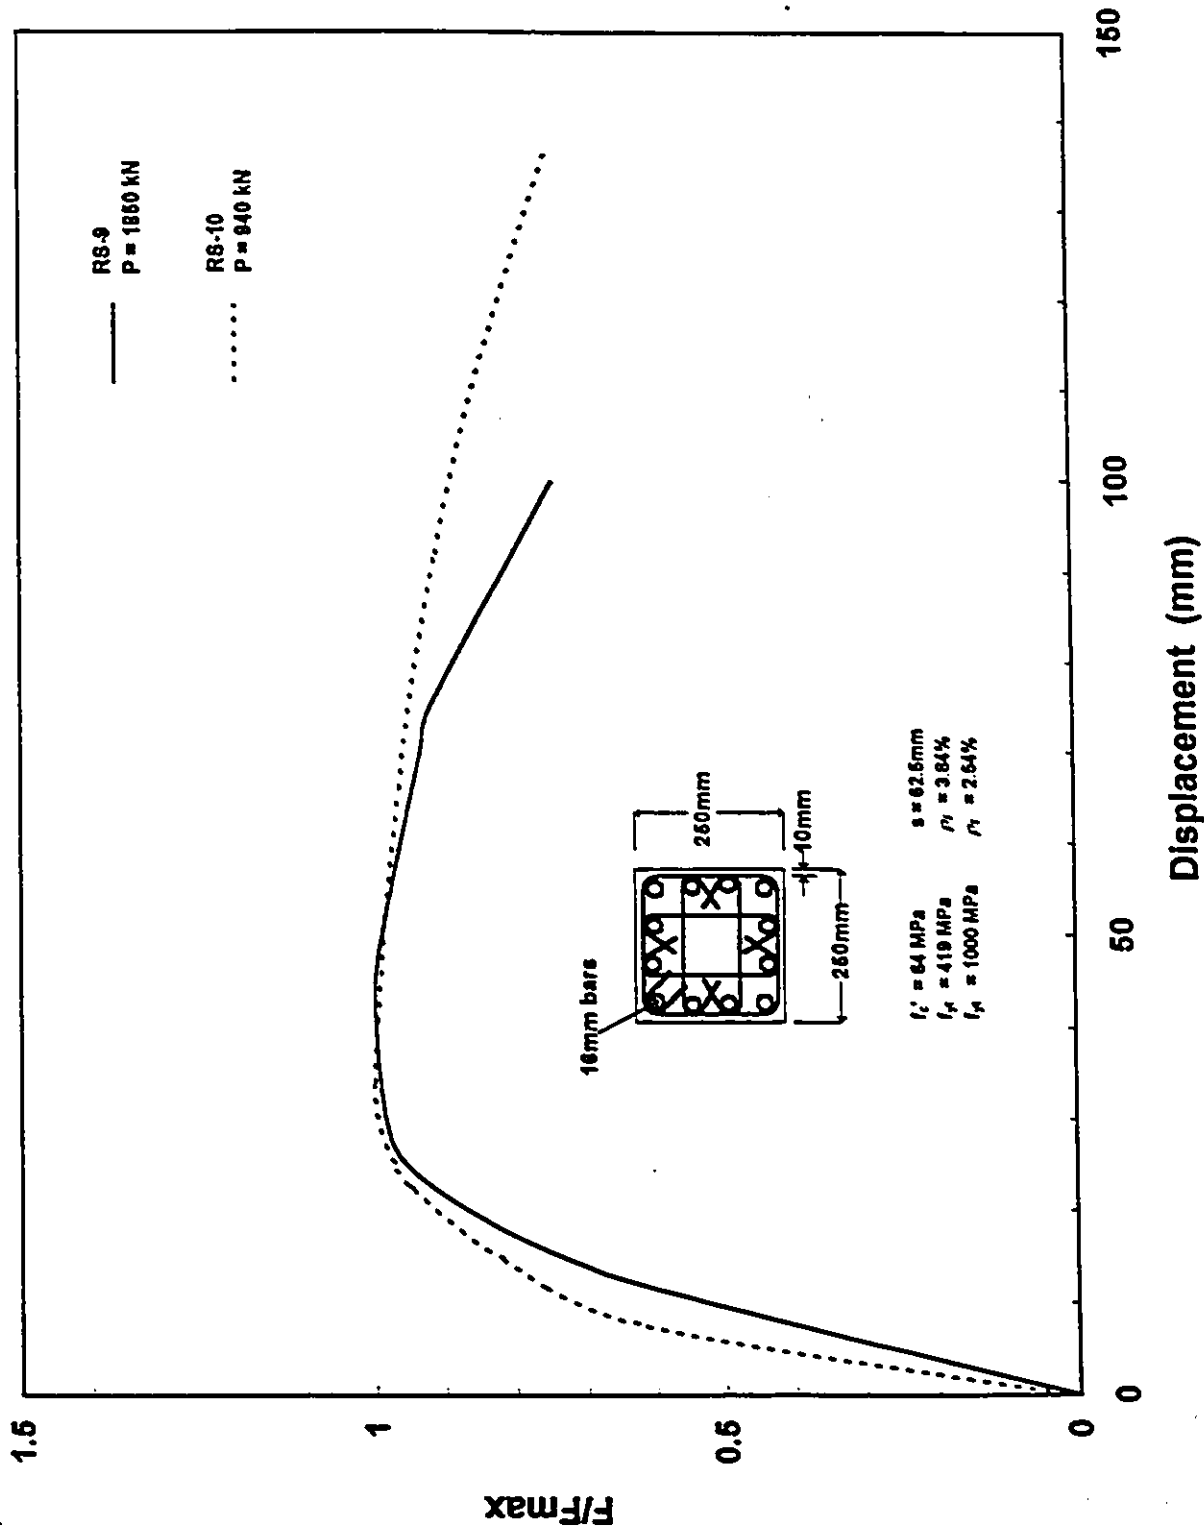 F/Fmax
1.5
1
0.5
0
0
50
100
150
Displacement (mm)
RS-9
P = 1850 kN
RS-10
P = 940 kN
16mm bars
250mm
250mm
10mm
fc' = 64 MPa
fyl = 419 MPa
fyt = 1000 MPa
s = 62.5mm
ρl = 3.84%
ρt = 2.54%